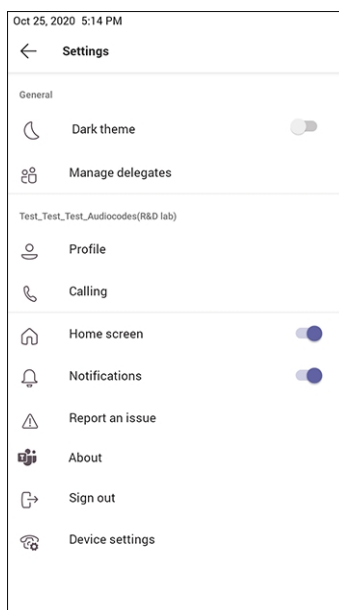 Oct 25, 2020 5:14 PM
Settings
General
Dark theme
Manage delegates
Test_Test_Test_Audiocodes(R&D lab)
Profile
Calling
Home screen
Notifications
Report an issue
About
Sign out
Device settings